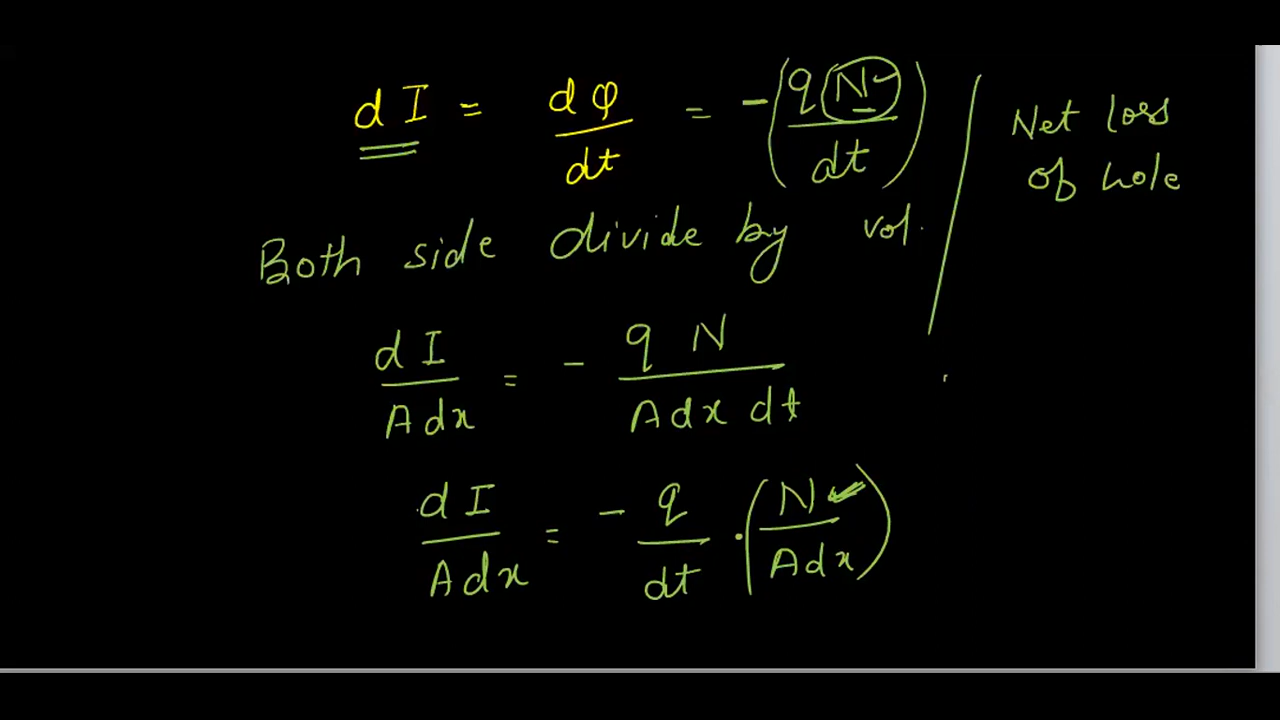 dI = dφ/dt = -(qN/dt)
Net loss
of hole
Both side divide by vol.
dI/Adx = - qN/Adx dt
dI/Adx = - q/dt · (N/Adx)